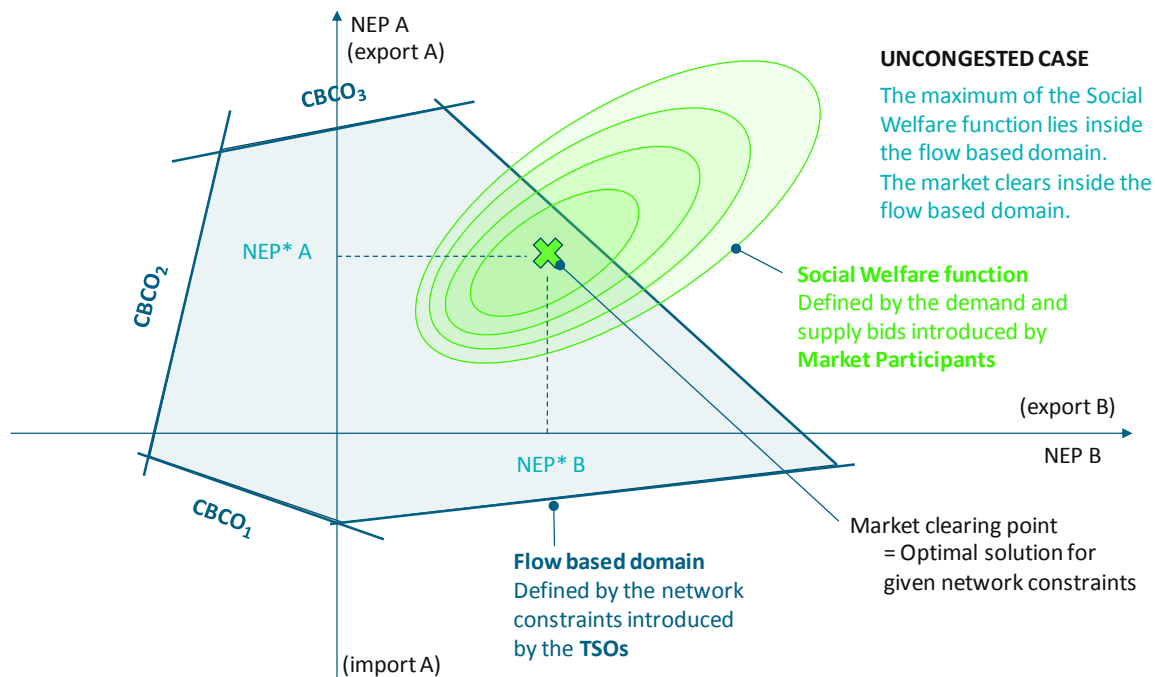 NEP A
(export A)
CBCO3
CBCO2
CBCO1
UNCONGESTED CASE
The maximum of the Social
Welfare function lies inside
the flow based domain.
The market clears inside the
flow based domain.
NEP* A
Social Welfare function
Defined by the demand and
supply bids introduced by
Market Participants
(export B)
NEP B
NEP* B
Market clearing point
= Optimal solution for
given network constraints
Flow based domain
Defined by the network
constraints introduced
by the TSOs
(import A)